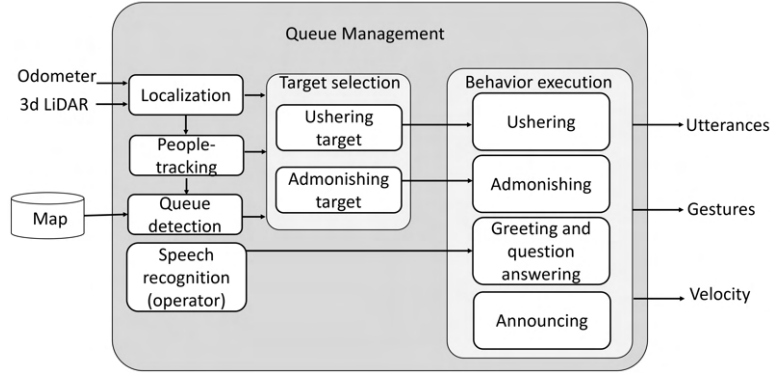 Queue Management
Odometer
3d LiDAR
Localization
Target selection
Behavior execution
Ushering
target
Ushering
Utterances
People-
tracking
Admonishing
target
Admonishing
Map
Queue
detection
Gestures
Speech
recognition
(operator)
Greeting and
question
answering
Velocity
Announcing